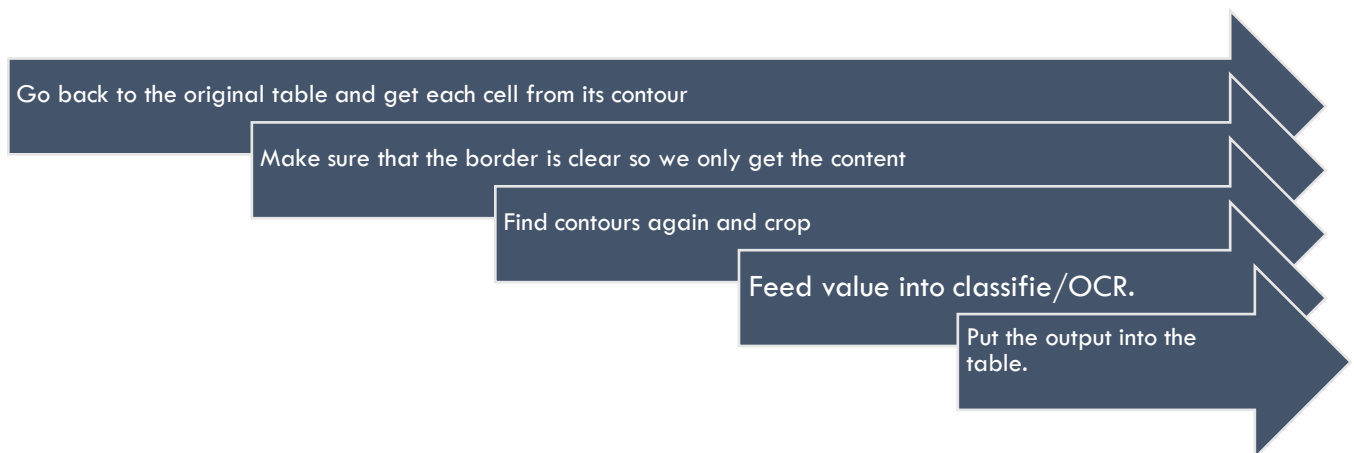 Go back to the original table and get each cell from its contour
Make sure that the border is clear so we only get the content
Find contours again and crop
Feed value into classifie/OCR.
Put the output into the
table.